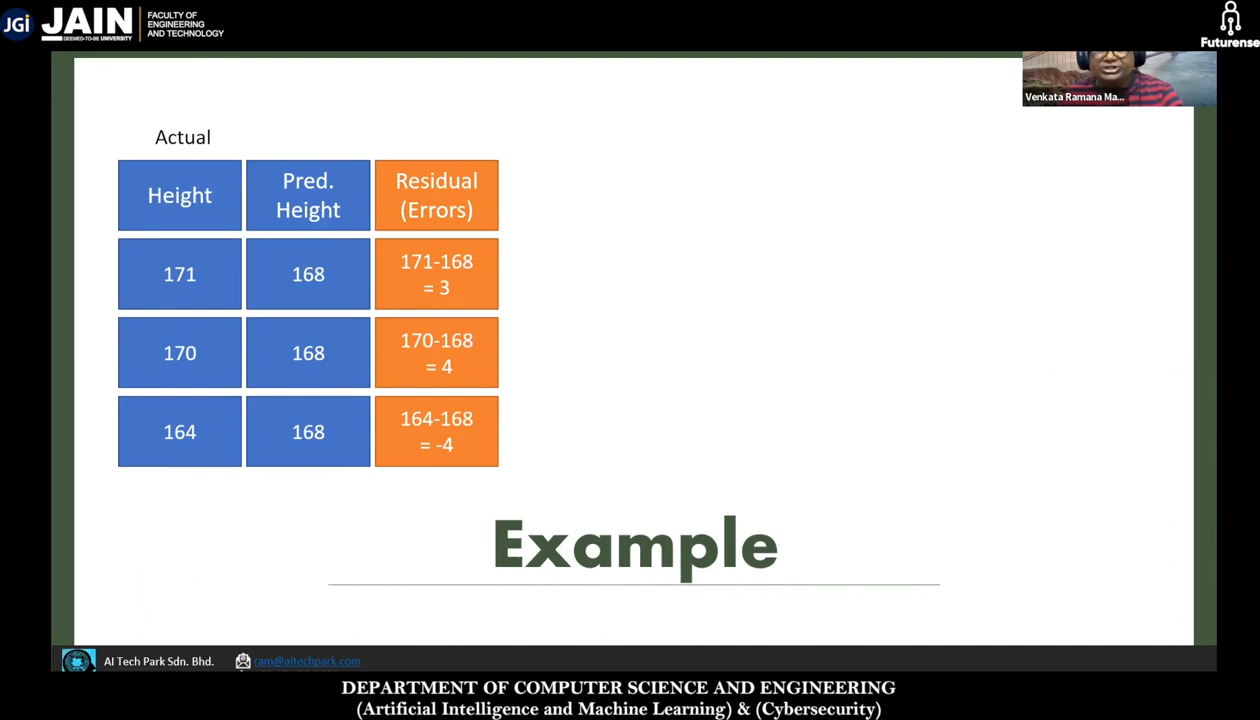 JGi JAIN
DEEMED-TO-BE UNIVERSITY
FACULTY OF
ENGINEERING
AND TECHNOLOGY
Futurense
Venkata Ramana Ma...
Actual
Height
Pred.
Height
Residual
(Errors)
171
168
171-168
= 3
170
168
170-168
= 4
164
168
164-168
= -4
Example
AI Tech Park Sdn. Bhd.
ram@aitechpark.com
DEPARTMENT OF COMPUTER SCIENCE AND ENGINEERING
(Artificial Intelligence and Machine Learning) & (Cybersecurity)